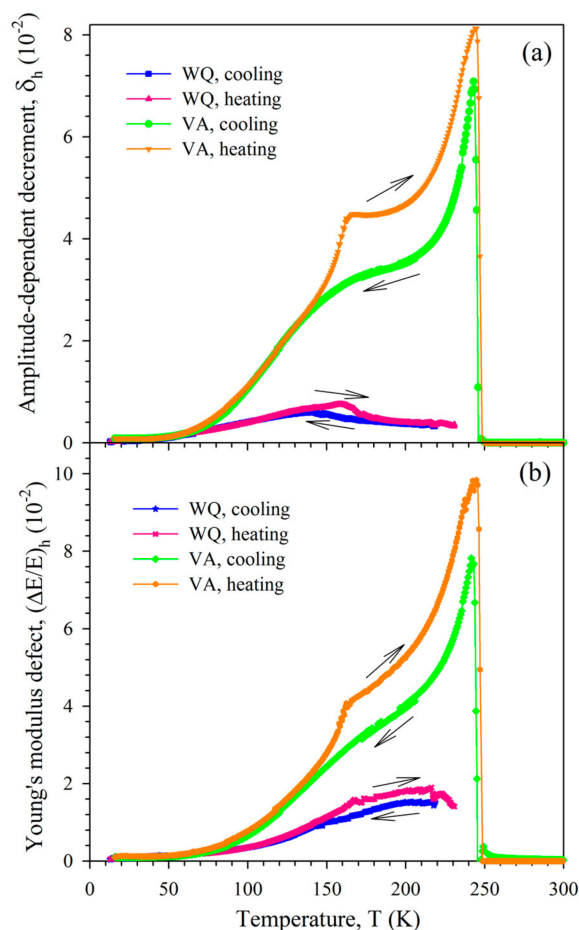 Amplitude-dependent decrement, δh (10-2)
8
6
4
2
0
(a)
WQ, cooling
WQ, heating
VA, cooling
VA, heating
Young's modulus defect, (ΔE/E)h (10-2)
10
8
6
4
2
0
(b)
WQ, cooling
WQ, heating
VA, cooling
VA, heating
0 50 100 150 200 250 300
Temperature, T (K)